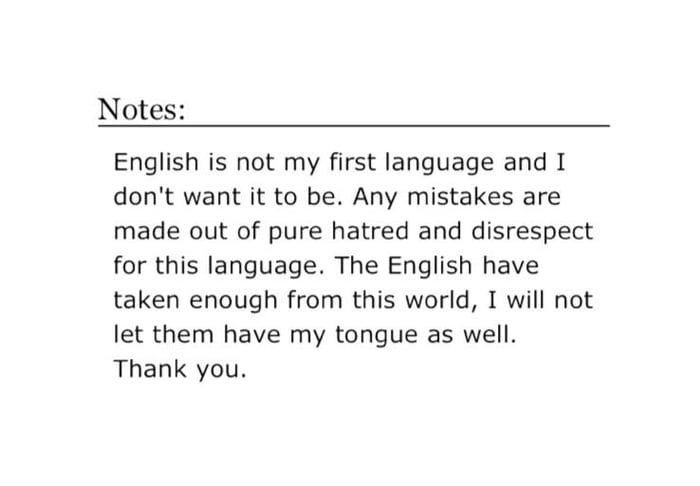 Notes:
English is not my first language and I
don't want it to be. Any mistakes are
made out of pure hatred and disrespect
for this language. The English have
taken enough from this world, I will not
let them have my tongue as well.
Thank you.